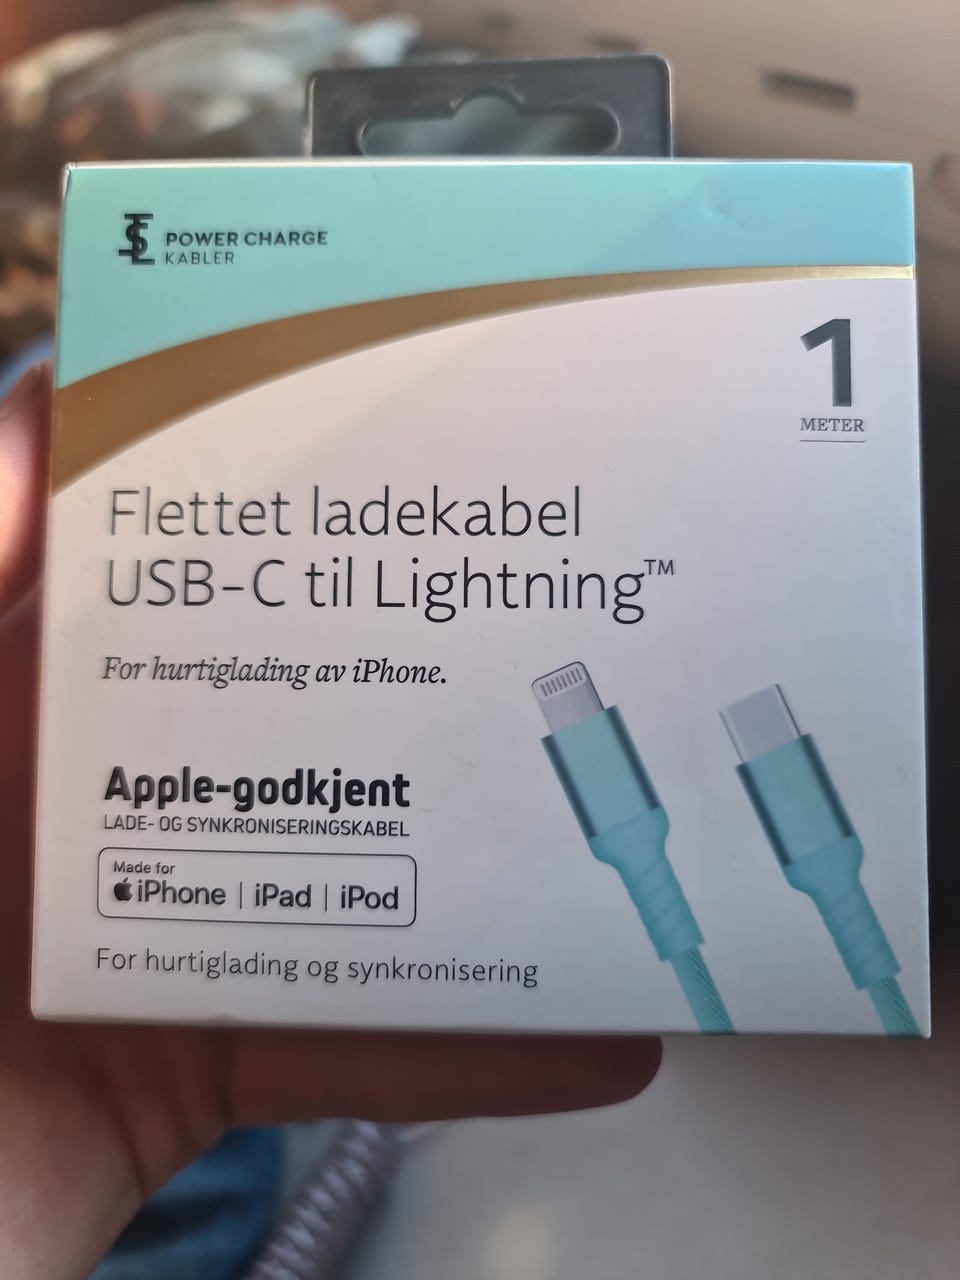 POWER CHARGE
KABLER
1
METER
Flettet ladekabel
USB-C til Lightning™
For hurtiglading av iPhone.
Apple-godkjent
LADE- OG SYNKRONISERINGSKABEL
Made for
iPhone | iPad | iPod
For hurtiglading og synkronisering